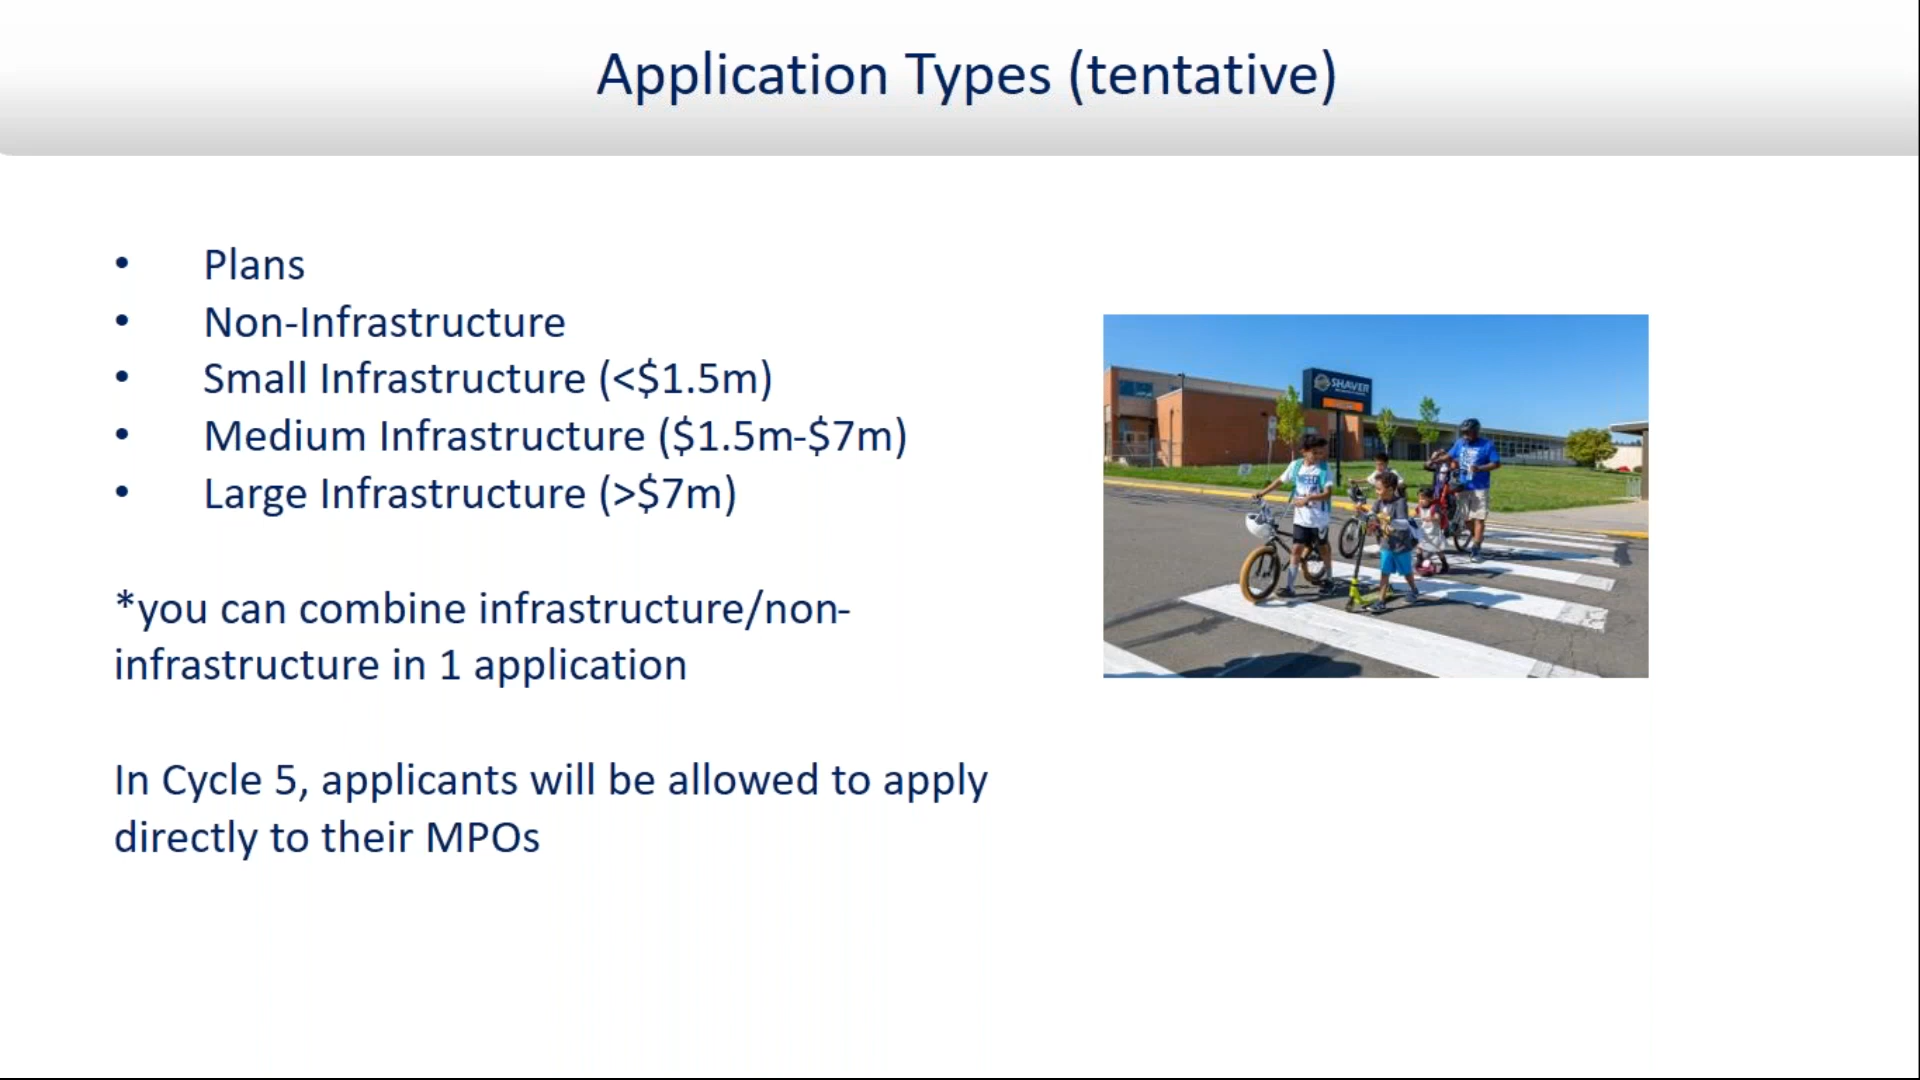 Application Types (tentative)
• Plans
• Non-Infrastructure
• Small Infrastructure (<$1.5m)
• Medium Infrastructure ($1.5m-$7m)
• Large Infrastructure (>$7m)
*you can combine infrastructure/non-
infrastructure in 1 application
In Cycle 5, applicants will be allowed to apply
directly to their MPOs
SHAVER